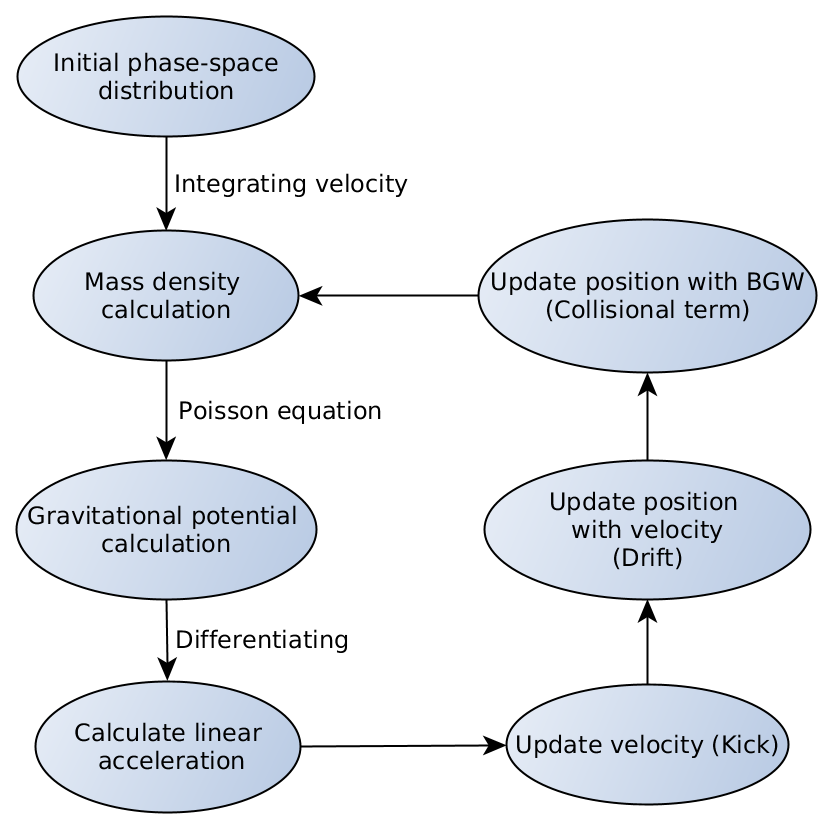 Initial phase-space
distribution
Integrating velocity
Mass density
calculation
Poisson equation
Gravitational potential
calculation
Differentiating
Calculate linear
acceleration
Update velocity (Kick)
Update position
with velocity
(Drift)
Update position with BGW
(Collisional term)